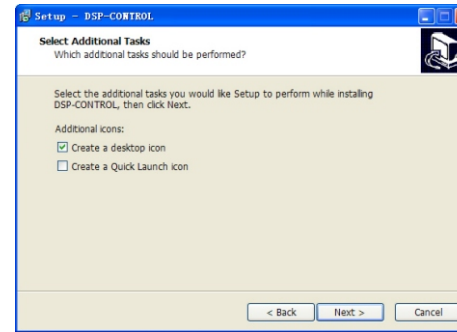 Setup - DSP-CONTROL
Select Additional Tasks
Which additional tasks should be performed?
Select the additional tasks you would like Setup to perform while installing
DSP-CONTROL, then click Next.
Additional icons:
Create a desktop icon
Create a Quick Launch icon
< Back
Next >
Cancel